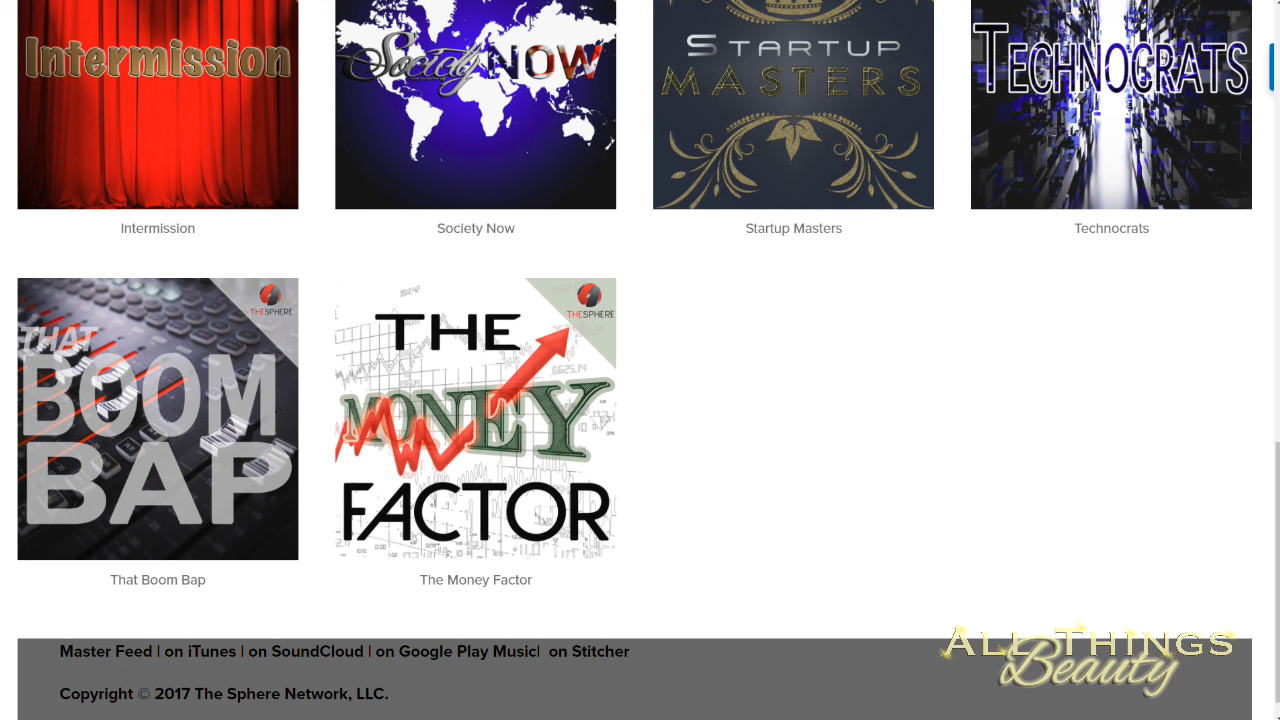 Intermission
Society NOW
STARTUP
MASTERS
TECHNOCRATS
Intermission
Society Now
Startup Masters
Technocrats
THESPHERE
THAT
BOOM
BAP
THESPHERE
THE
MONEY
FACTOR
That Boom Bap
The Money Factor
ALL THINGS
Beauty
Master Feed | on iTunes | on SoundCloud | on Google Play Music| on Stitcher
Copyright © 2017 The Sphere Network, LLC.